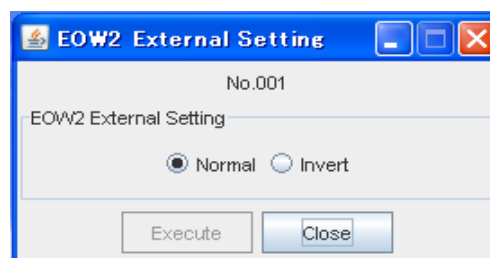 EOW2 External Setting
No.001
EOW2 External Setting
Normal Invert
Execute Close